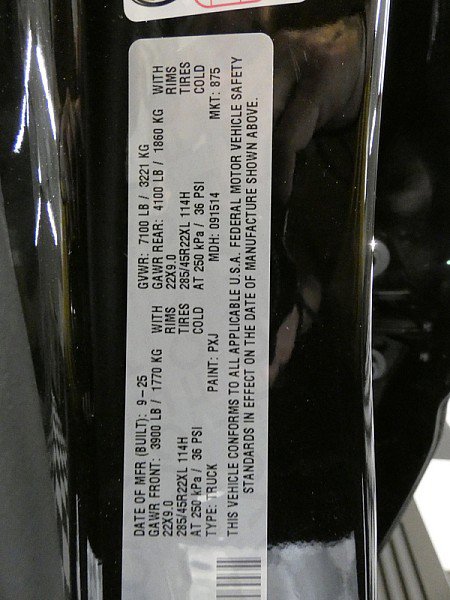 DATE OF MFR (BUILT): 9-25 GVWR: 7100 LB / 3221 KG
GAWR FRONT: 3900 LB / 1770 KG WITH GAWR REAR: 4100 LB / 1860 KG WITH
22X9.0 RIMS 22X9.0 RIMS
285/45R22XL 114H TIRES 285/45R22XL 114H TIRES
AT 250 kPa / 36 PSI COLD AT 250 kPa / 36 PSI COLD
TYPE: TRUCK PAINT: PXJ MDH: 091514 MKT: 875
THIS VEHICLE CONFORMS TO ALL APPLICABLE U.S.A. FEDERAL MOTOR VEHICLE SAFETY
STANDARDS IN EFFECT ON THE DATE OF MANUFACTURE SHOWN ABOVE.